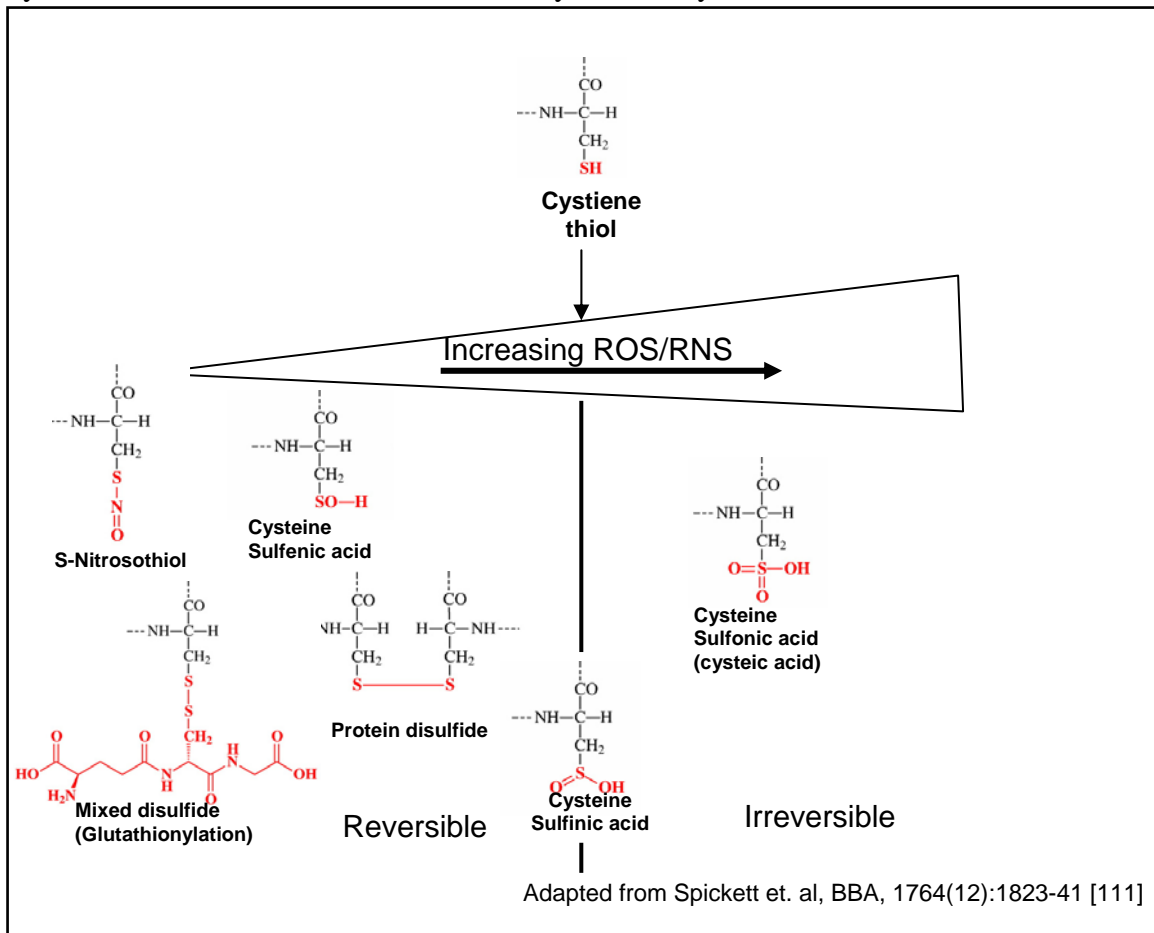 CO
---NH—C—H
CH2
SH
Cystiene
thiol
Increasing ROS/RNS
CO
---NH—C—H
CH2
S
N
O
S-Nitrosothiol
CO
---NH—C—H
CH2
SO—H
Cysteine
Sulfenic acid
CO
---NH—C—H
CH2
O=S—OH
O
Cysteine
Sulfonic acid
(cysteic acid)
CO
---NH—C—H
CH2
S
S
CH2
O
HO
H2N
O
N
H
O
H
N
O
OH
Mixed disulfide
(Glutathionylation)
CO
NH—C—H
CH2
S
CO
H—C—NH----
CH2
S
Protein disulfide
CO
---NH—C—H
CH2
S
O
OH
Cysteine
Sulfinic acid
Reversible
Irreversible
Adapted from Spickett et. al, BBA, 1764(12):1823-41 [111]